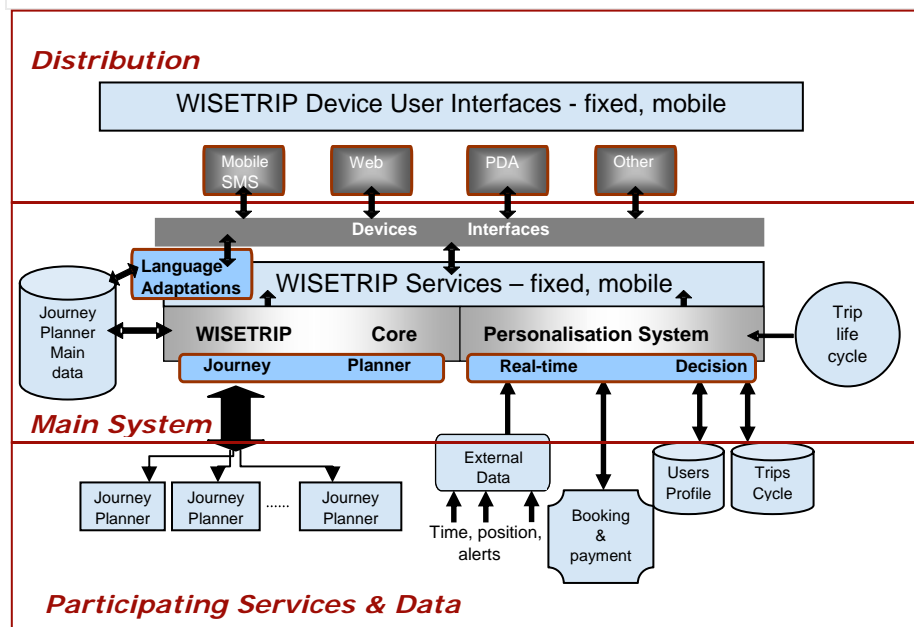 Distribution
WISETRIP Device User Interfaces - fixed, mobile
Mobile
SMS
Web
PDA
Other
Devices Interfaces
Language
Adaptations
WISETRIP Services – fixed, mobile
Journey
Planner
Main
data
WISETRIP Core
Personalisation System
Trip
life
cycle
Journey Planner
Real-time Decision
Main System
External
Data
Users
Profile
Trips
Cycle
Journey
Planner
Journey
Planner
......
Journey
Planner
Time, position,
alerts
Booking
&
payment
Participating Services & Data